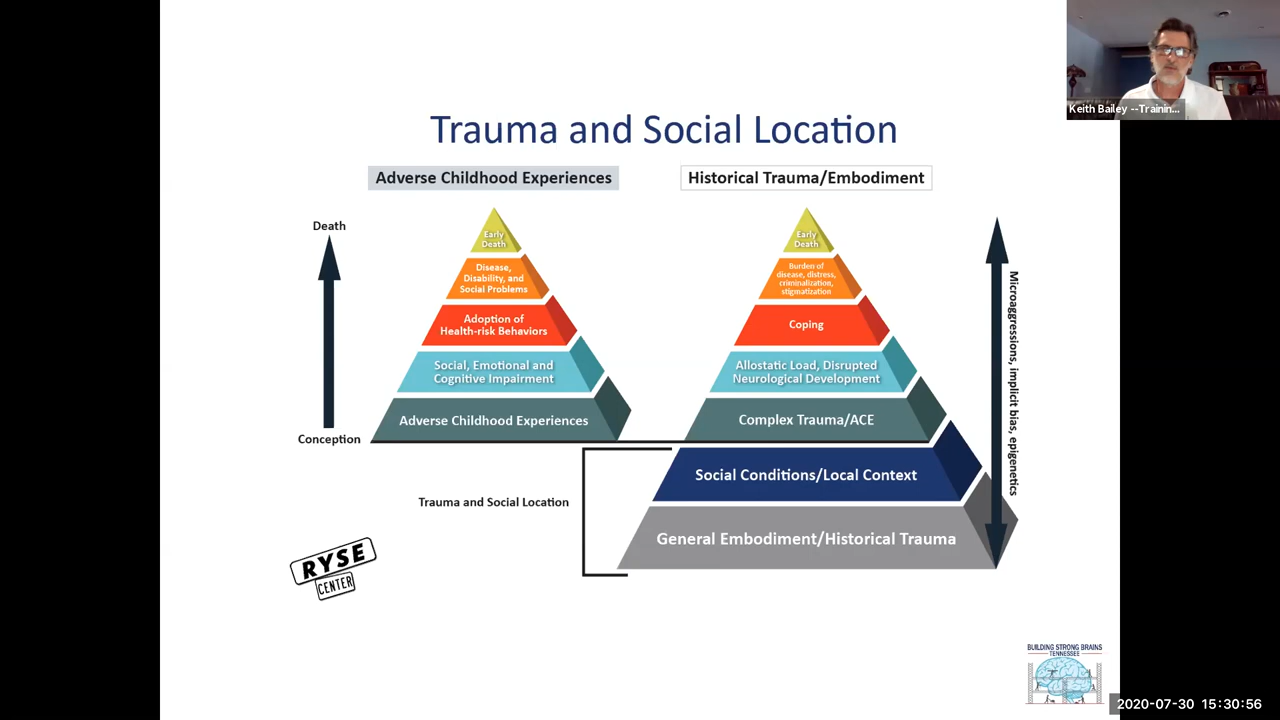 Keith Bailey --Trainin...
Trauma and Social Location
Adverse Childhood Experiences
Historical Trauma/Embodiment
Death
Conception
Early
Death
Disease,
Disability, and
Social Problems
Adoption of
Health-risk Behaviors
Social, Emotional and
Cognitive Impairment
Adverse Childhood Experiences
Early
Death
Burden of
disease, distress,
criminalization,
stigmatization
Coping
Allostatic Load, Disrupted
Neurological Development
Complex Trauma/ACE
Social Conditions/Local Context
General Embodiment/Historical Trauma
Microaggressions, implicit bias, epigenetics
Trauma and Social Location
RYSE
CENTER
BUILDING STRONG BRAINS
TENNESSEE
2020-07-30 15:30:56